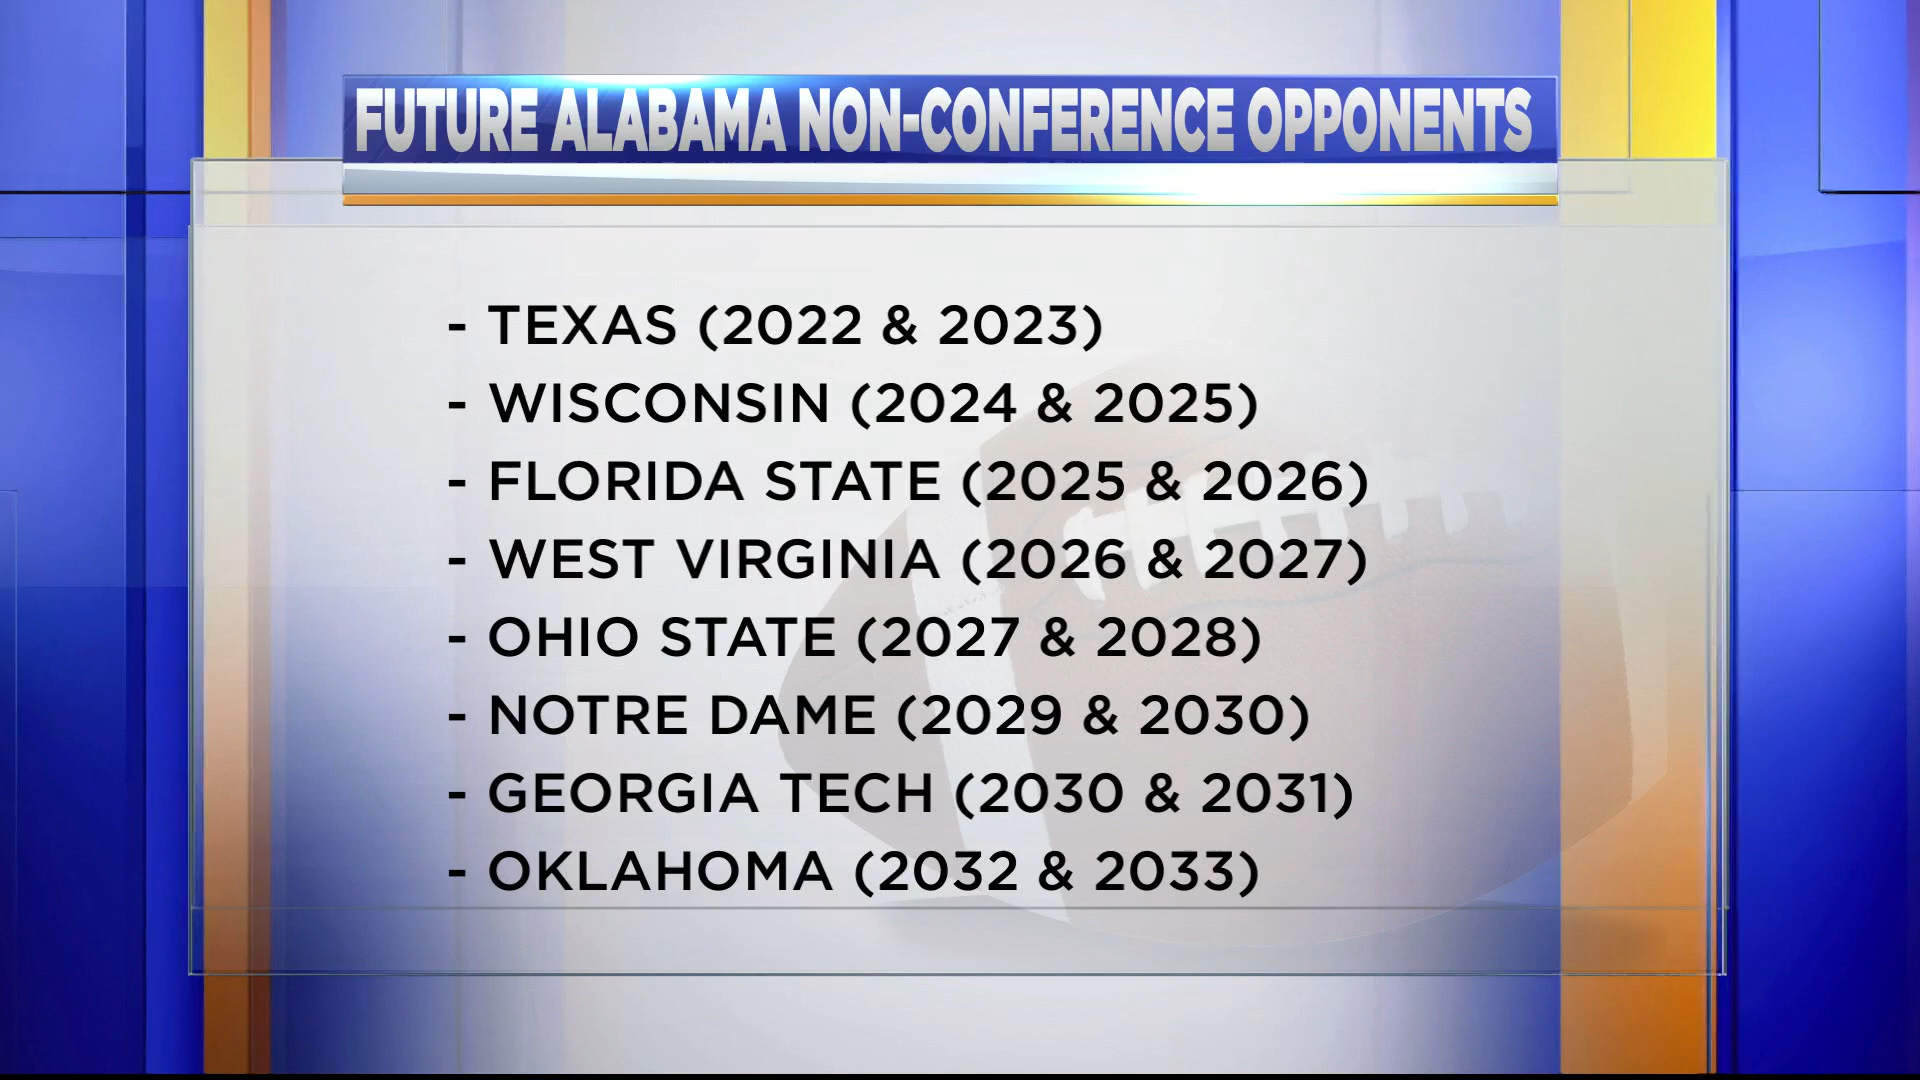 FUTURE ALABAMA NON-CONFERENCE OPPONENTS
- TEXAS (2022 & 2023)
- WISCONSIN (2024 & 2025)
- FLORIDA STATE (2025 & 2026)
- WEST VIRGINIA (2026 & 2027)
- OHIO STATE (2027 & 2028)
- NOTRE DAME (2029 & 2030)
- GEORGIA TECH (2030 & 2031)
- OKLAHOMA (2032 & 2033)